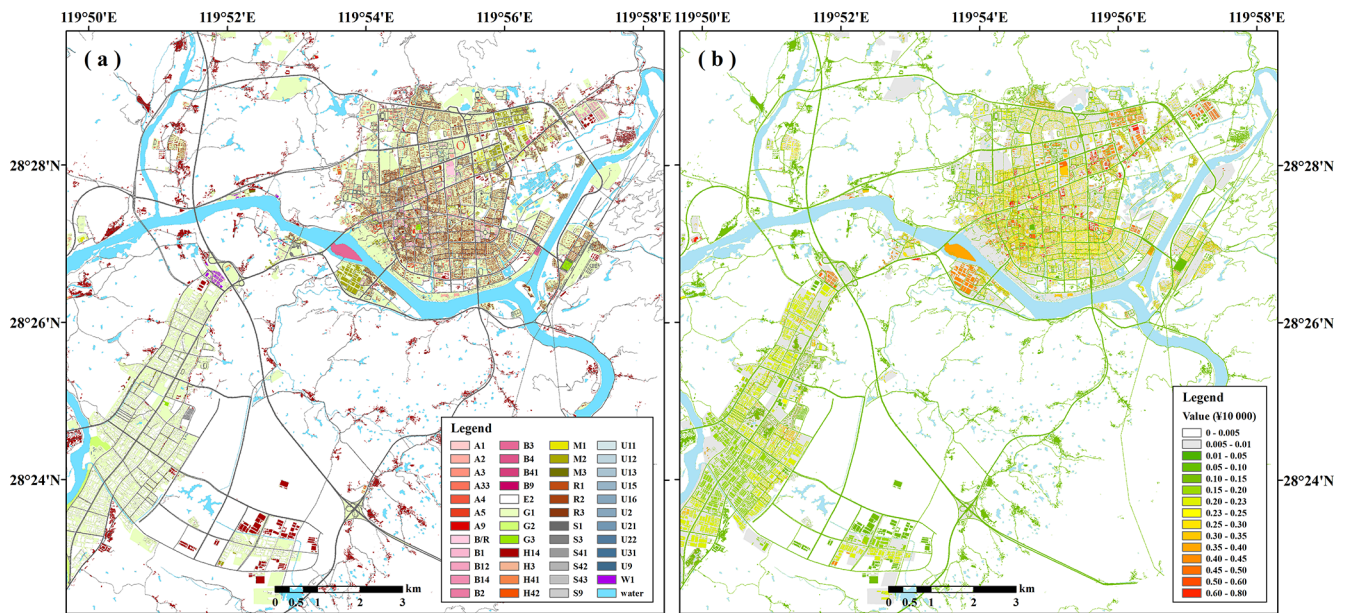 119°50'E 119°52'E 119°54'E 119°56'E 119°58'E 119°50'E 119°52'E 119°54'E 119°56'E 119°58'E
( a )
( b )
28°28'N
28°28'N
28°26'N
28°26'N
28°24'N
28°24'N
Legend
A1 B3 M1 U11
A2 B4 M2 U12
A3 B41 M3 U13
A33 B9 R1 U15
A4 E2 R2 U16
A5 G1 R3 U2
A9 G2 S1 U21
B/R G3 S3 U22
B1 H14 S41 U31
B12 H3 S42 U9
B14 H41 S43 W1
B2 H42 S9 water
km
0 0.5 1 2 3
Legend
Value (¥10 000)
0 - 0.005
0.005 - 0.01
0.01 - 0.05
0.05 - 0.10
0.10 - 0.15
0.15 - 0.20
0.20 - 0.23
0.23 - 0.25
0.25 - 0.30
0.30 - 0.35
0.35 - 0.40
0.40 - 0.45
0.45 - 0.50
0.50 - 0.60
0.60 - 0.80
km
0 0.5 1 2 3